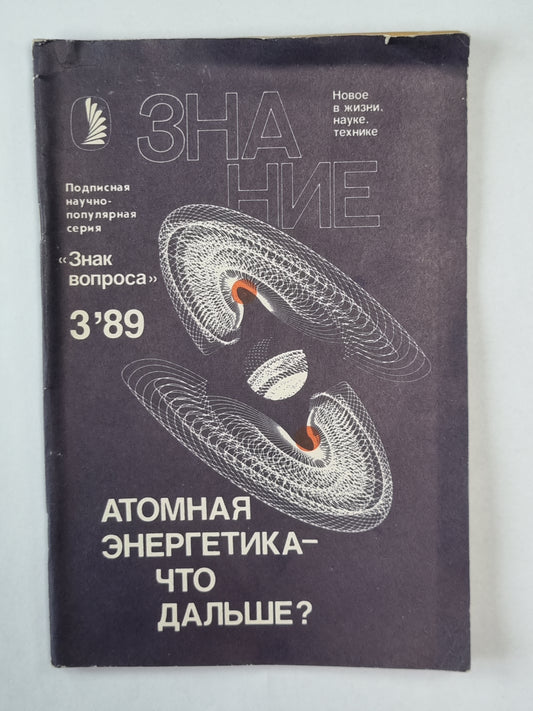 ЗНА
НИЕ
Новое
в жизни,
науке,
технике
Подписная
научно-
популярная
серия
«Знак
вопроса»
3'89
АТОМНАЯ
ЭНЕРГЕТИКА–
ЧТО
ДАЛЬШЕ?